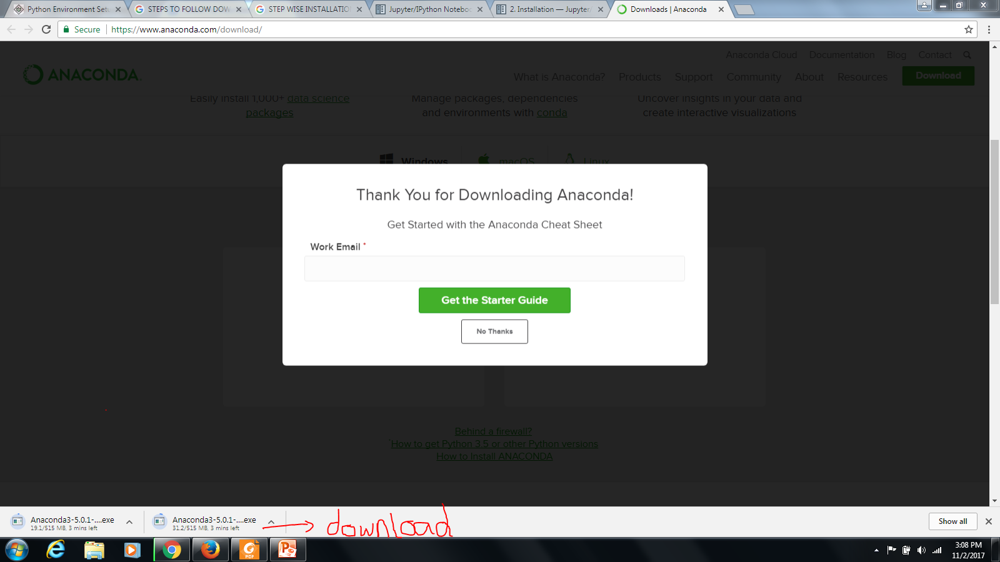 Python Environment Setu
STEPS TO FOLLOW DOW
STEP WISE INSTALLATIO
Jupyter/IPython Noteboo
2. Installation — Jupyter/
Downloads | Anaconda
Secure
https://www.anaconda.com/download/
Anaconda Cloud Documentation Blog Contact
ANACONDA
What is Anaconda? Products Support Community About Resources Download
Easily install 1,000+ data science
packages
Manage packages, dependencies
and environments with conda
Uncover insights in your data and
create interactive visualizations
Windows macOS Linux
Thank You for Downloading Anaconda!
Get Started with the Anaconda Cheat Sheet
Work Email *
Get the Starter Guide
No Thanks
Behind a firewall?
How to get Python 3.5 or other Python versions
How to Install ANACONDA
Anaconda3-5.0.1-....exe
19.1/515 MB, 3 mins left
Anaconda3-5.0.1-....exe
31.2/515 MB, 3 mins left
download
Show all
PDF
3:08 PM
11/2/2017